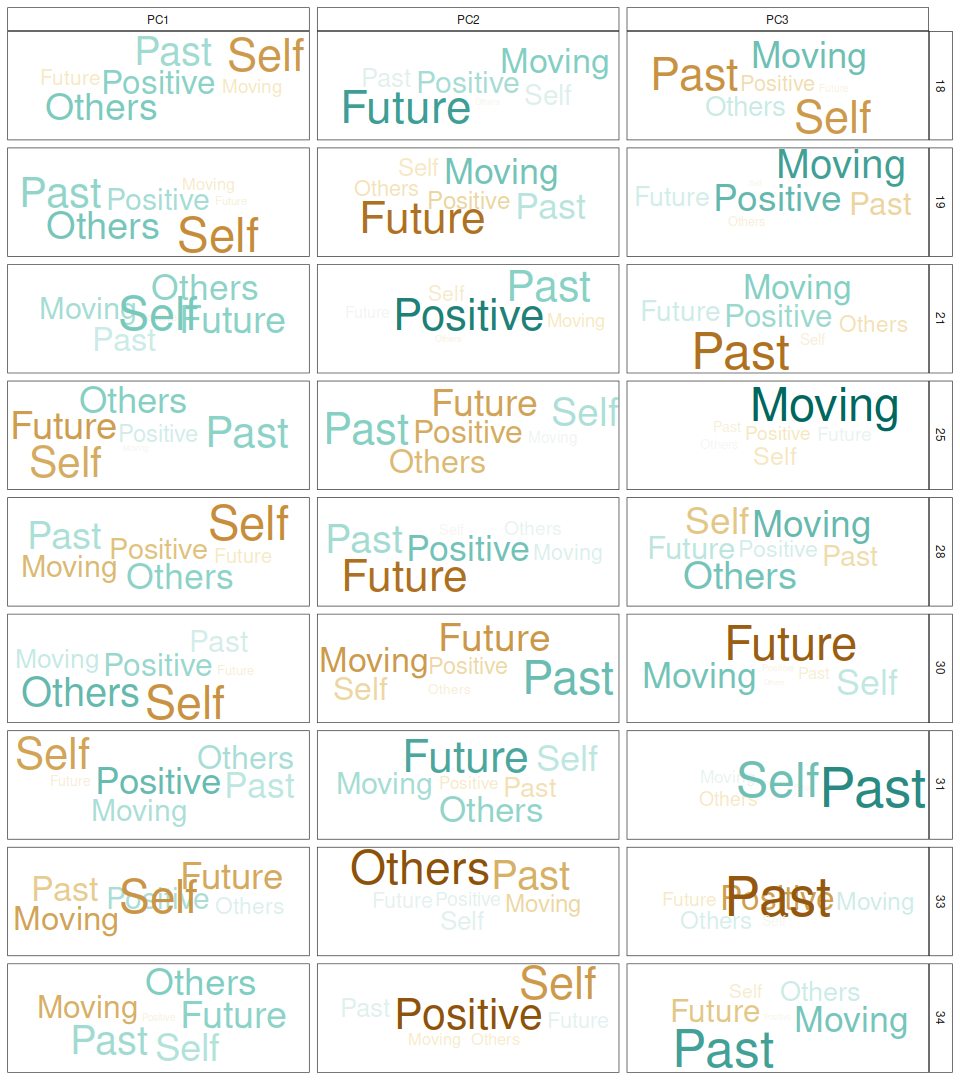 PC1 PC2 PC3
Past Self Future Positive Moving Others
Moving Past Positive Self Future Others
Moving Past Positive Future Others Self
18
Past Positive Moving Future Others Self
Self Moving Others Positive Past Future
Moving Future Positive Past Others
19
Others Moving Self Future Past
Past Self Future Positive Moving Others
Moving Future Positive Others Self Past
21
Others Future Positive Past Self Moving
Future Self Past Positive Moving Others
Moving Past Positive Future Others Self
25
Self Past Positive Future Moving Others
Self Others Past Positive Moving Future
Self Moving Future Positive Past Others
28
Past Moving Positive Future Others Self
Future Moving Positive Self Others Past
Future Moving Positive Past Others Self
30
Self Others Future Positive Past Moving
Future Self Moving Positive Past Others
Moving Self Past Others
31
Past Self Future Positive Others Moving
Others Past Future Positive Moving Self
Future Positive Past Moving Others
33
Others Moving Positive Future Past Self
Self Past Positive Future Moving Others
Self Others Future Moving Past
34